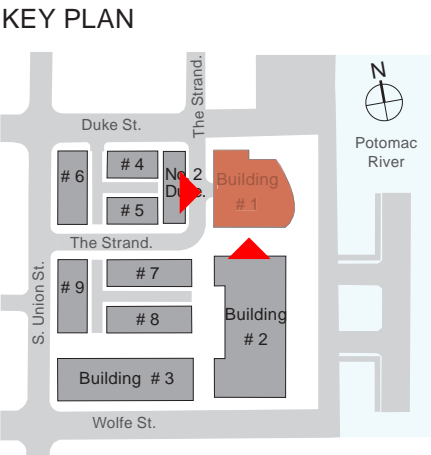 KEY PLAN
N
The Strand.
Duke St.
Potomac
River
# 6
# 4
No. 2
Duke.
Building
# 1
# 5
The Strand.
S. Union St.
# 9
# 7
# 8
Building
# 2
Building # 3
Wolfe St.